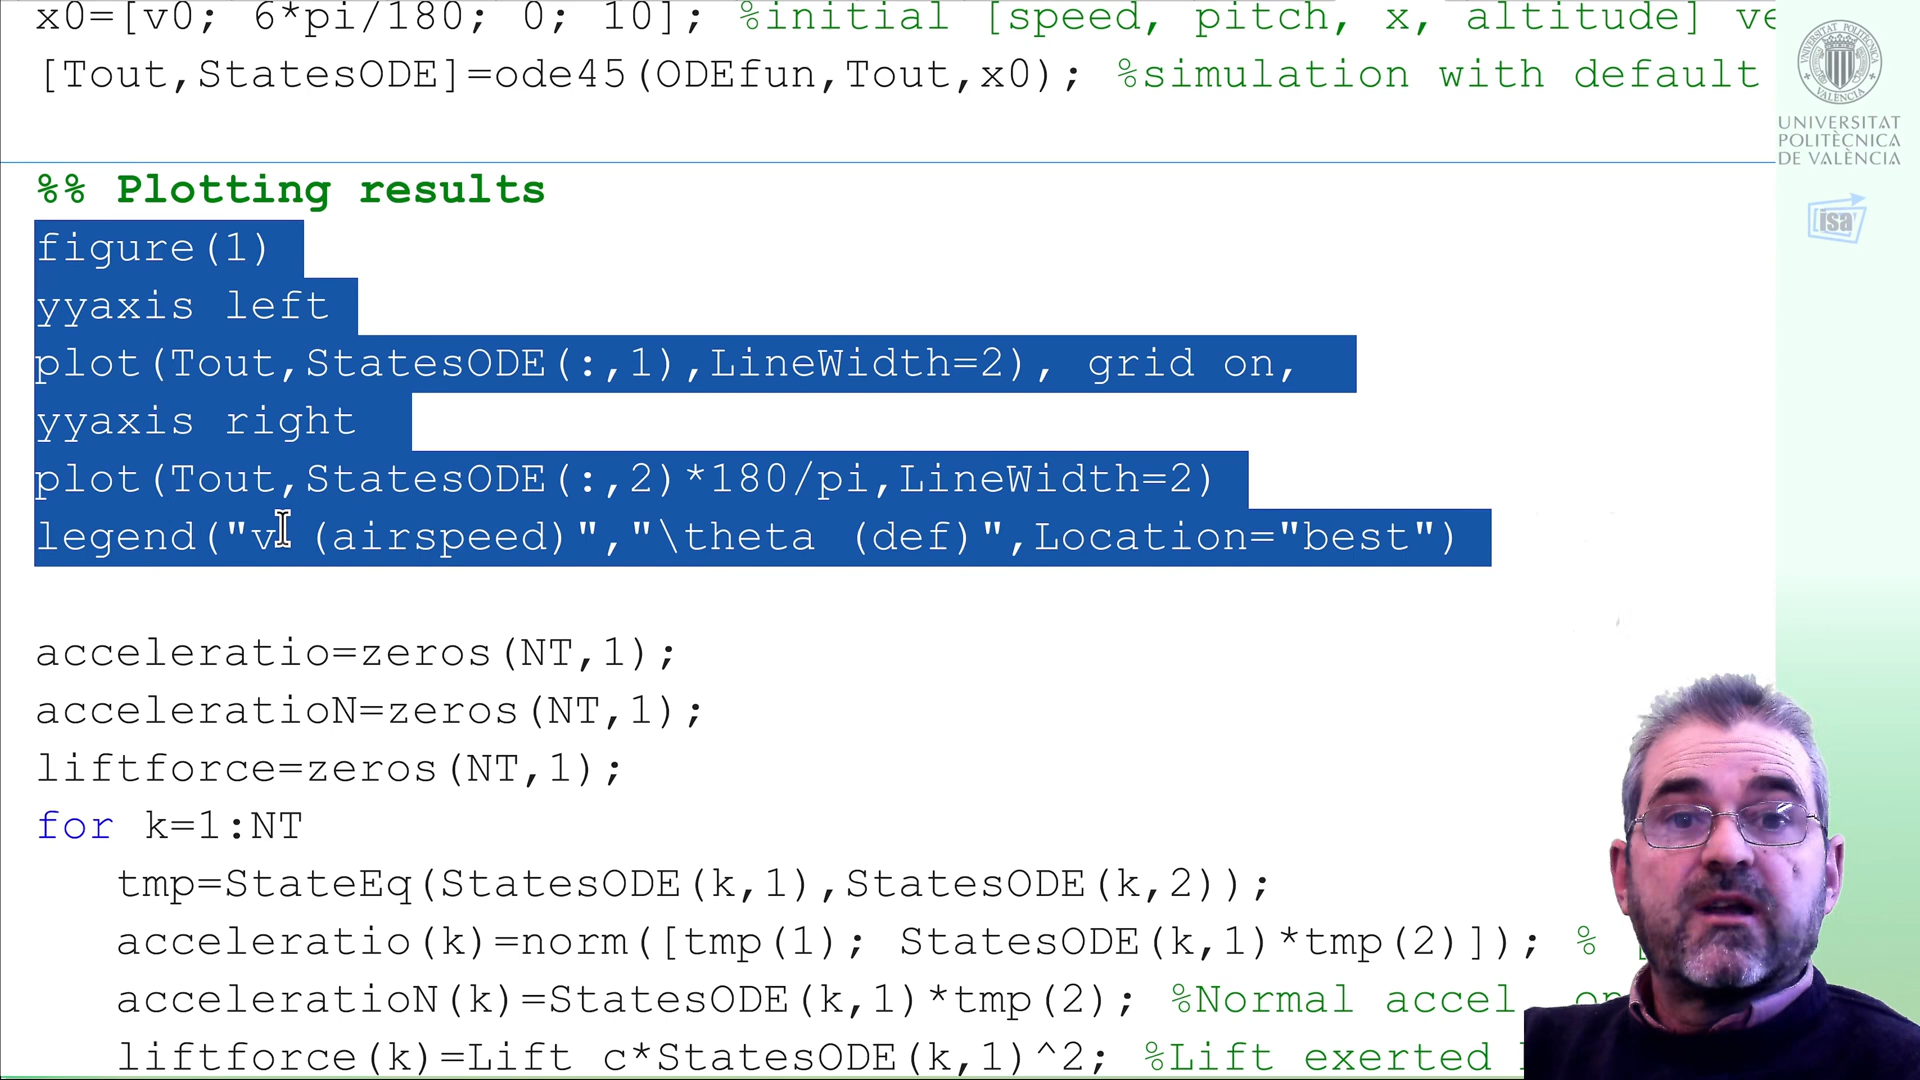 x0=[v0; 6*pi/180; 0; 10]; %initial [speed, pitch, x, altitude] ve
[Tout,StatesODE]=ode45(ODEfun,Tout,x0); %simulation with default
UNIVERSITAT
POLITÈCNICA
DE VALÈNCIA
isa
%% Plotting results
figure(1)
yyaxis left
plot(Tout,StatesODE(:,1),LineWidth=2), grid on,
yyaxis right
plot(Tout,StatesODE(:,2)*180/pi,LineWidth=2)
legend("v (airspeed)","\theta (def)",Location="best")
acceleratio=zeros(NT,1);
acceleratioN=zeros(NT,1);
liftforce=zeros(NT,1);
for k=1:NT
tmp=StateEq(StatesODE(k,1),StatesODE(k,2));
acceleratio(k)=norm([tmp(1); StatesODE(k,1)*tmp(2)]); %
acceleratioN(k)=StatesODE(k,1)*tmp(2); %Normal accel
liftforce(k)=Lift_c*StatesODE(k,1)^2; %Lift exerted